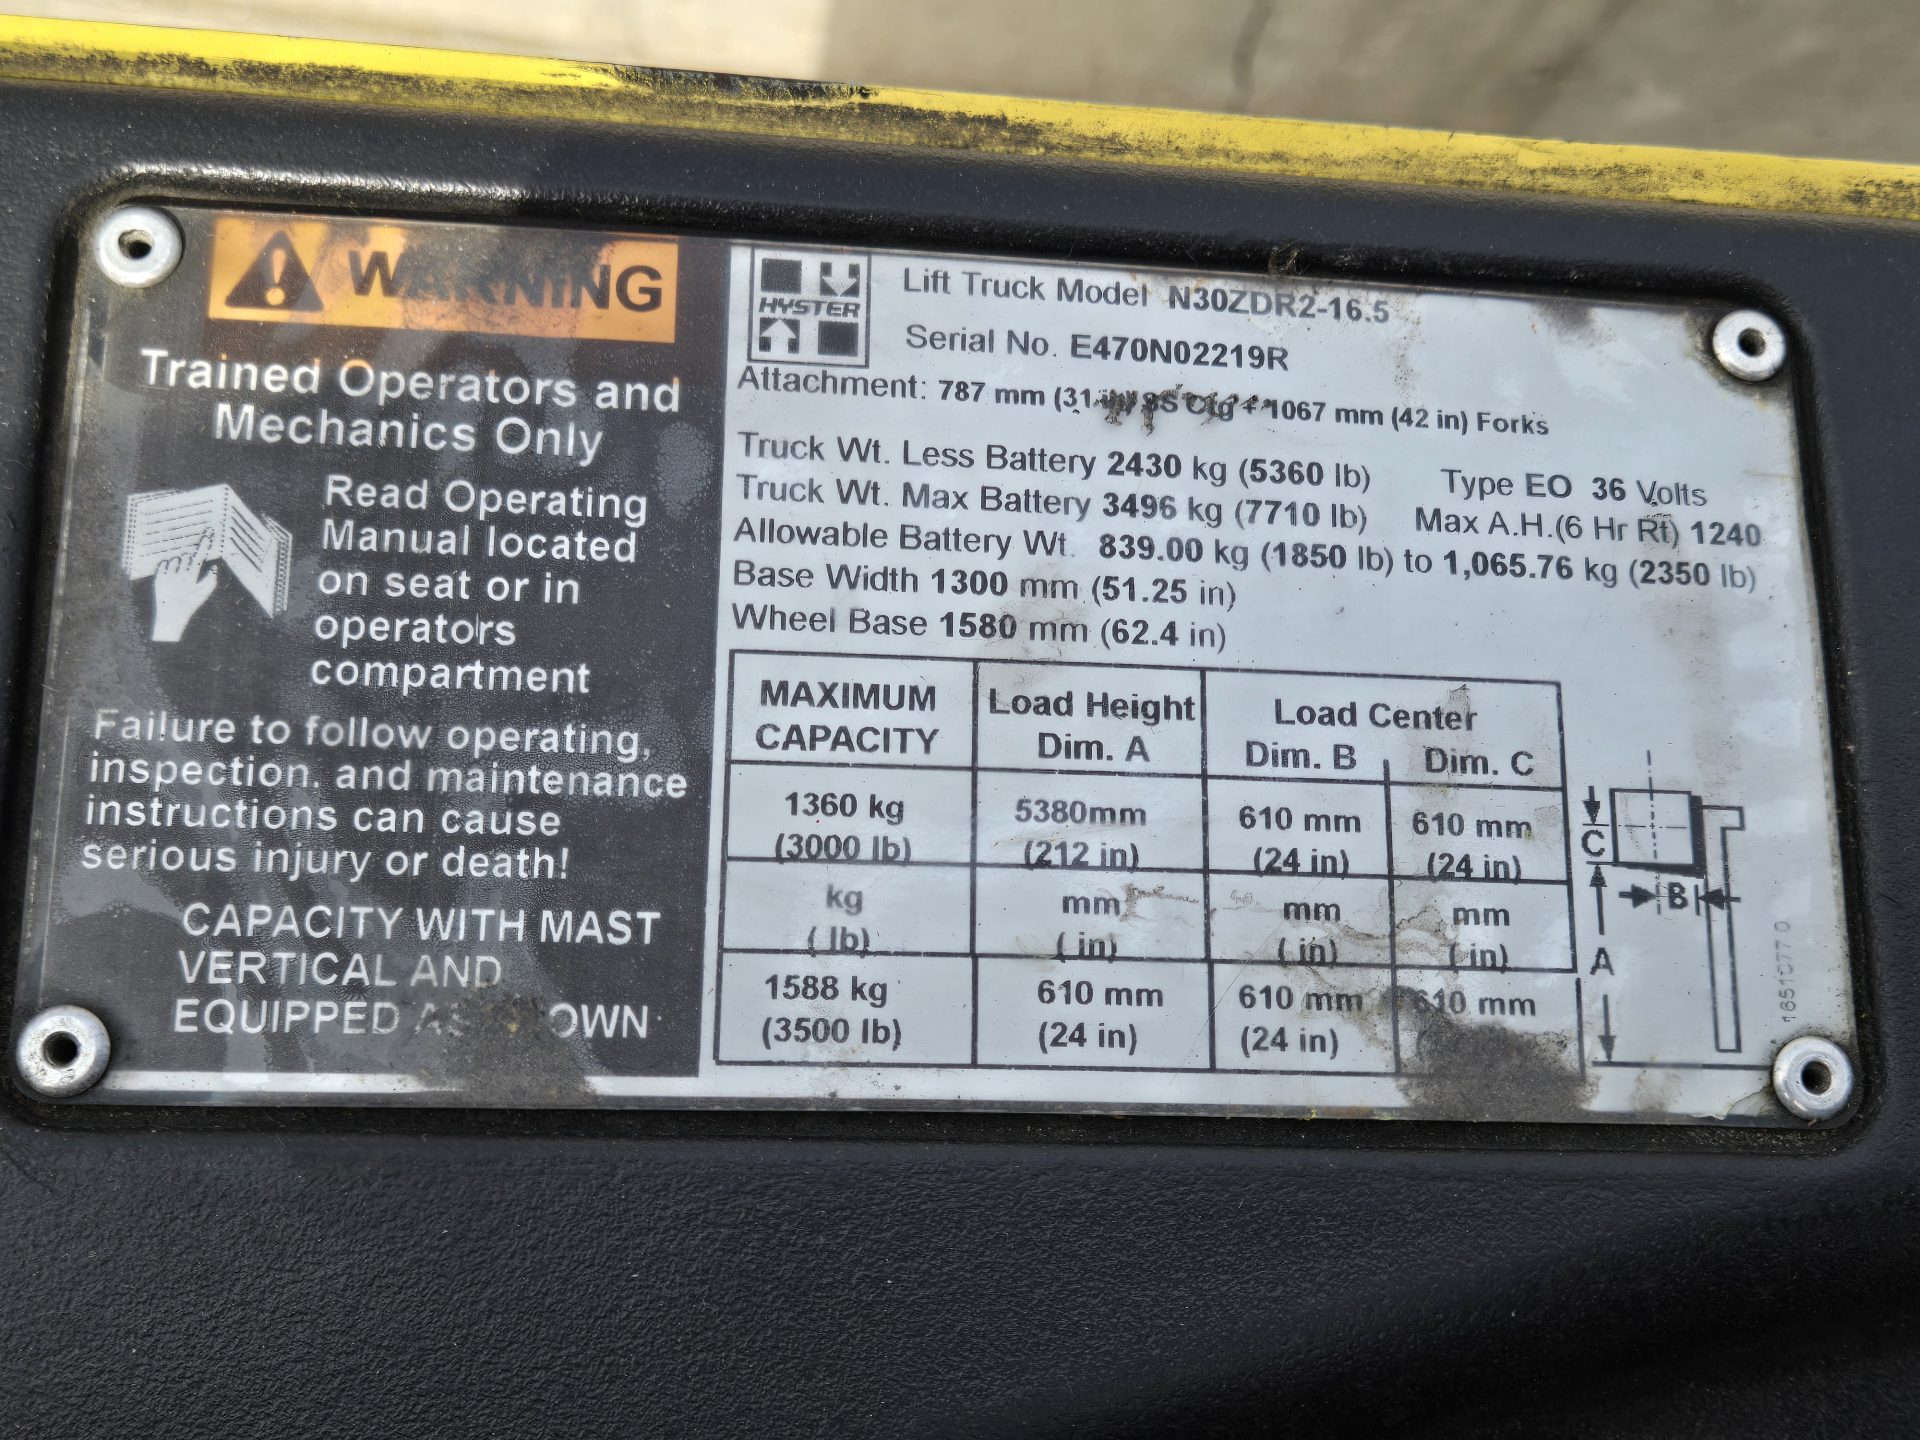 WARNING
Trained Operators and
Mechanics Only
Read Operating
Manual located
on seat or in
operators
compartment
Failure to follow operating,
inspection, and maintenance
instructions can cause
serious injury or death!
CAPACITY WITH MAST
VERTICAL AND
EQUIPPED
HYSTER
Lift Truck Model N30ZDR2-16.5
Serial No. E470N02219R
Attachment: 787 mm (31 in) SS Ctg + 1067 mm (42 in) Forks
Truck Wt. Less Battery 2430 kg (5360 lb) Type EO 36 Volts
Truck Wt. Max Battery 3496 kg (7710 lb) Max A.H.(6 Hr Rt) 1240
Allowable Battery Wt. 839.00 kg (1850 lb) to 1,065.76 kg (2350 lb)
Base Width 1300 mm (51.25 in)
Wheel Base 1580 mm (62.4 in)
MAXIMUM Load Height Load Center
CAPACITY Dim. A Dim. B Dim. C
1360 kg 5380mm 610 mm 610 mm
(3000 lb) (212 in) (24 in) (24 in)
kg mm mm mm
( lb) ( in) ( in) ( in)
1588 kg 610 mm 610 mm 610 mm
(3500 lb) (24 in) (24 in)
C
B
A
16510770